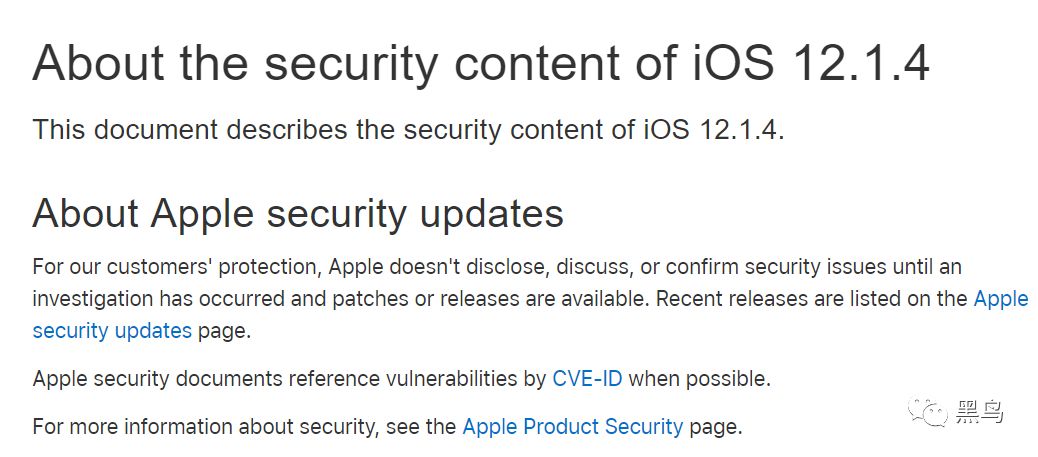 About the security content of iOS 12.1.4
This document describes the security content of iOS 12.1.4.
About Apple security updates
For our customers' protection, Apple doesn't disclose, discuss, or confirm security issues until an
investigation has occurred and patches or releases are available. Recent releases are listed on the Apple
security updates page.
Apple security documents reference vulnerabilities by CVE-ID when possible.
黑鸟
For more information about security, see the Apple Product Security page.